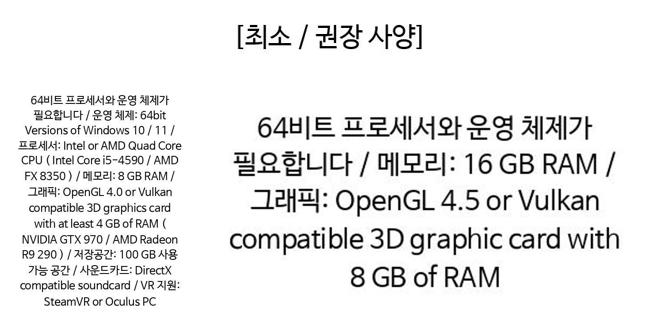 [최소 / 권장 사양]
64비트 프로세서와 운영 체제가
필요합니다 / 운영 체제: 64bit
Versions of Windows 10 / 11 /
프로세서: Intel or AMD Quad Core
CPU ( Intel Core i5-4590 / AMD
FX 8350 ) / 메모리: 8 GB RAM /
그래픽: OpenGL 4.0 or Vulkan
compatible 3D graphics card
with at least 4 GB of RAM (
NVIDIA GTX 970 / AMD Radeon
R9 290 ) / 저장공간: 100 GB 사용
가능 공간 / 사운드카드: DirectX
compatible soundcard / VR 지원:
SteamVR or Oculus PC
64비트 프로세서와 운영 체제가
필요합니다 / 메모리: 16 GB RAM /
그래픽: OpenGL 4.5 or Vulkan
compatible 3D graphic card with
8 GB of RAM